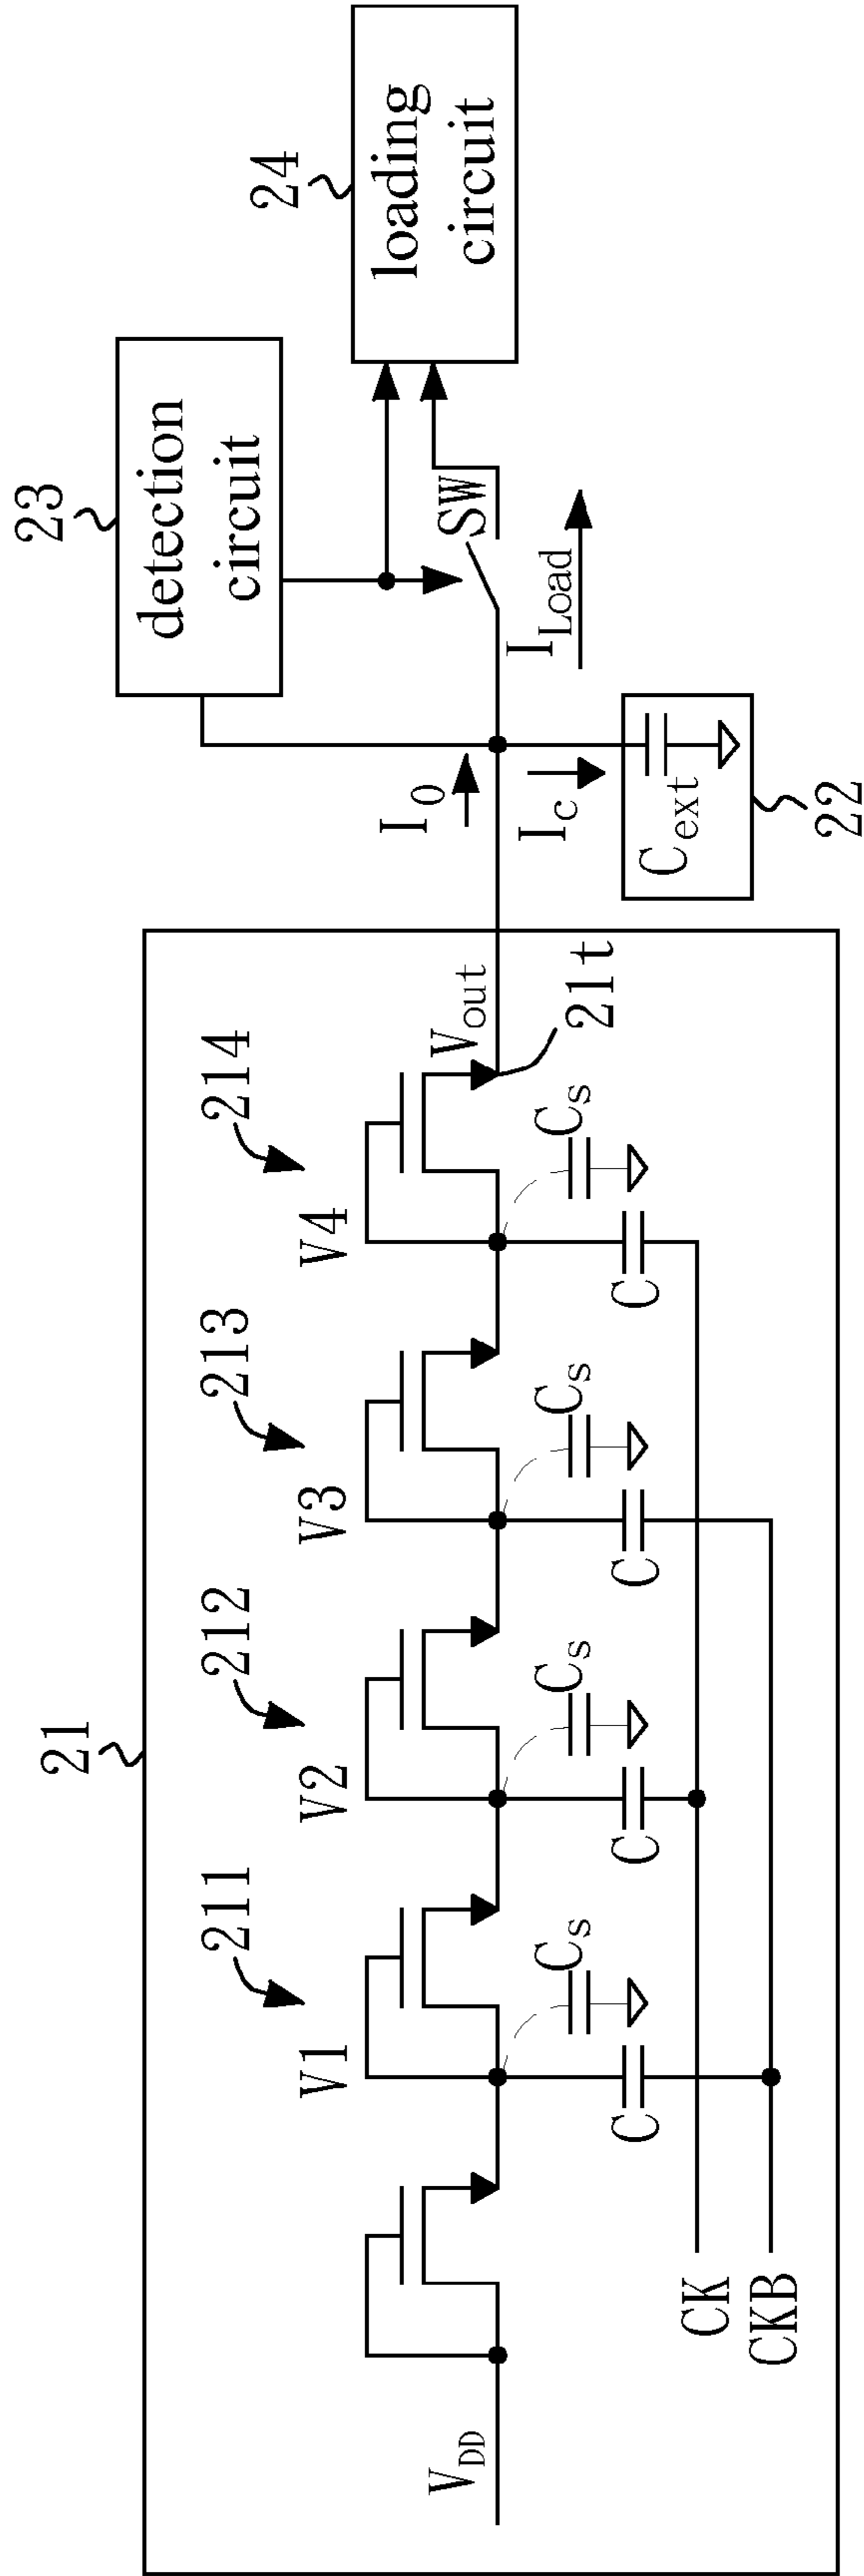 21
23
detection
circuit
24
loading
circuit
211
212
213
214
V1
V2
V3
V4
Vout
I0
SW
VDD
21t
Ic
ILoad
Cs
Cs
Cs
Cs
C
C
C
C
Cext
22
CK
CKB